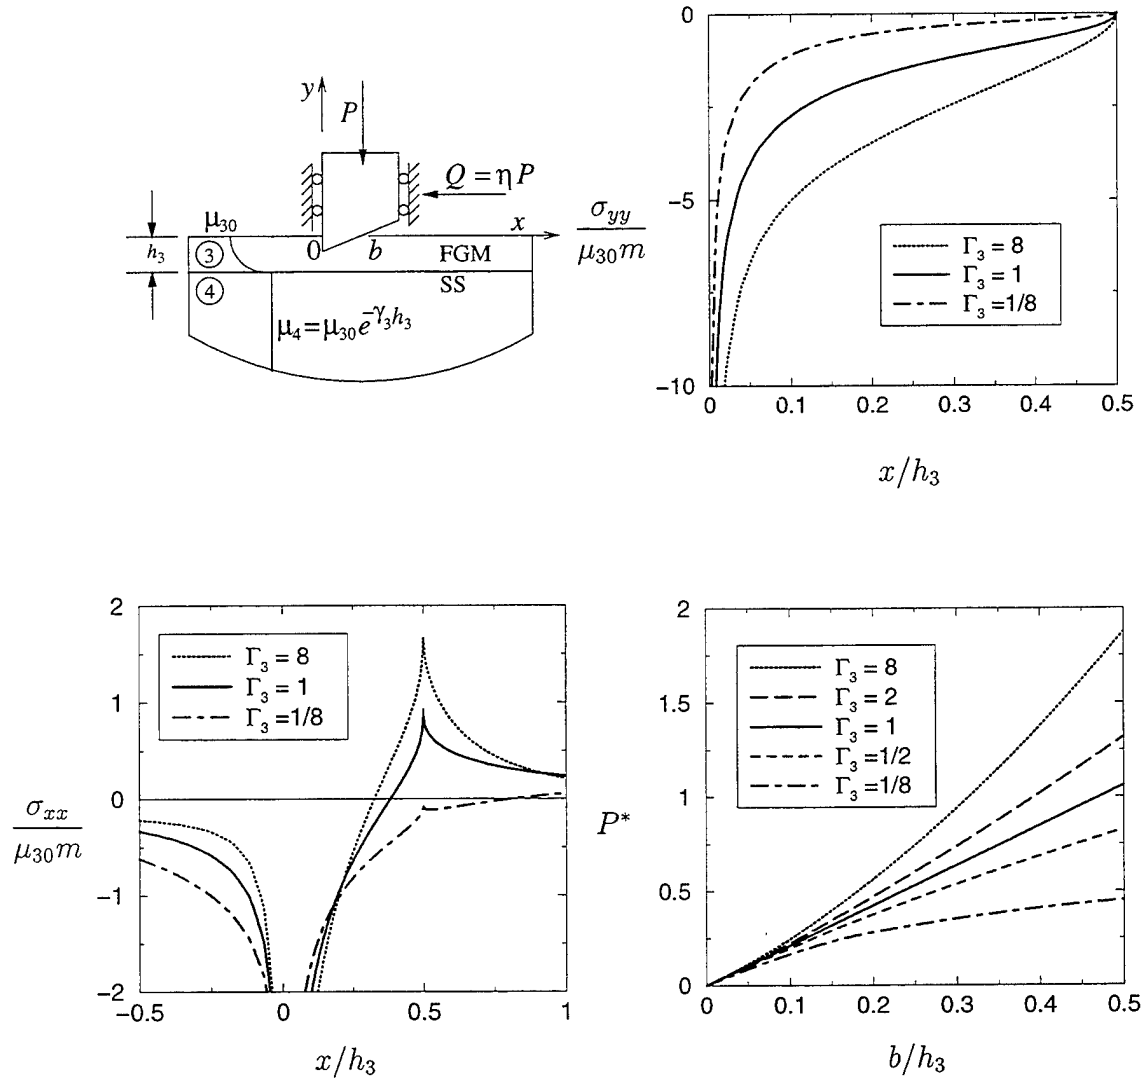 y
P
Q = η P
μ₃₀
h₃
③
④
0
b
x
FGM
SS
μ₄=μ₃₀e^{-γ₃h₃}
σ_yy
μ₃₀m
0
−5
−10
Γ₃ = 8
Γ₃ = 1
Γ₃ =1/8
0 0.1 0.2 0.3 0.4 0.5
x/h₃
σ_xx
μ₃₀m
2
1
0
−1
−2
Γ₃ = 8
Γ₃ = 1
Γ₃ =1/8
−0.5 0 0.5 1
x/h₃
P*
2
1.5
1
0.5
0
Γ₃ = 8
Γ₃ = 2
Γ₃ = 1
Γ₃ =1/2
Γ₃ =1/8
0 0.1 0.2 0.3 0.4 0.5
b/h₃